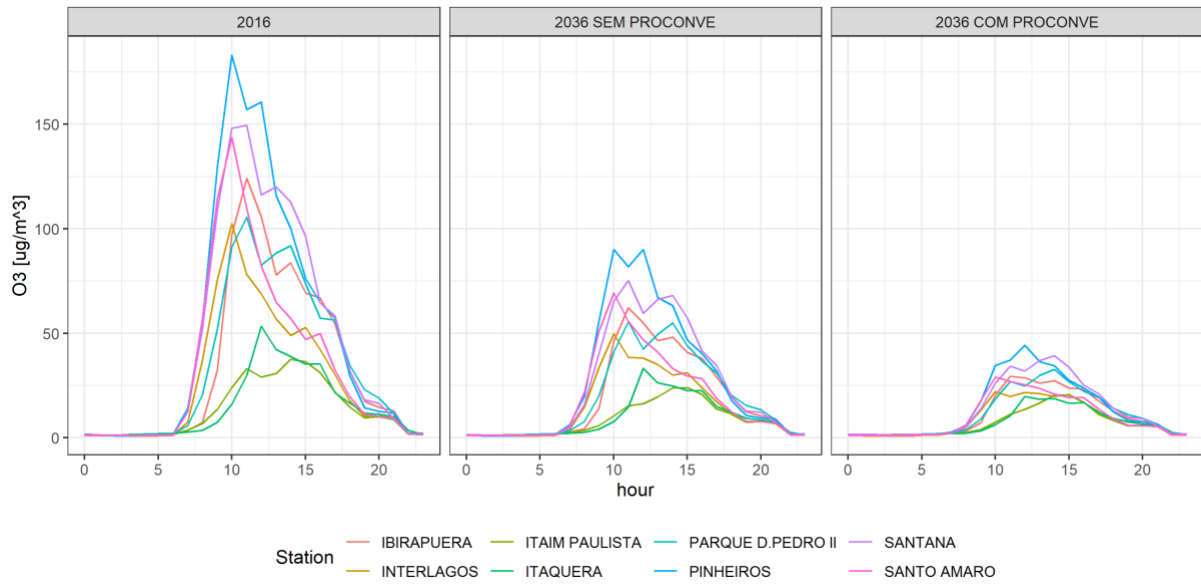 2016 2036 SEM PROCONVE 2036 COM PROCONVE
O3 [ug/m^3]
150
100
50
0
0 5 10 15 20 0 5 10 15 20 0 5 10 15 20
hour
Station
IBIRAPUERA ITAIM PAULISTA PARQUE D.PEDRO II SANTANA
INTERLAGOS ITAQUERA PINHEIROS SANTO AMARO